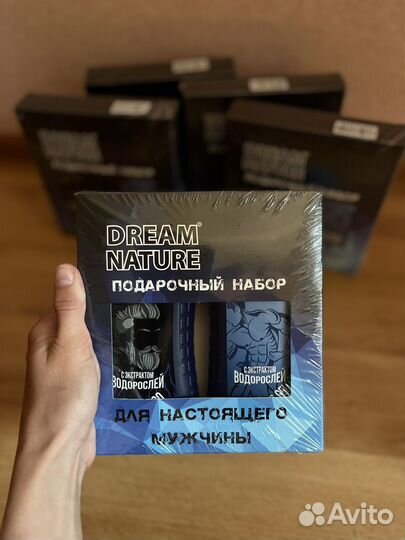 DREAM®
NATURE
ПОДАРОЧНЫЙ НАБОР
С ЭКСТРАКТОМ
ВОДОРОСЛЕЙ
С ЭКСТРАКТОМ
ВОДОРОСЛЕЙ
ДЛЯ НАСТОЯЩЕГО
МУЖЧИНЫ
Avito